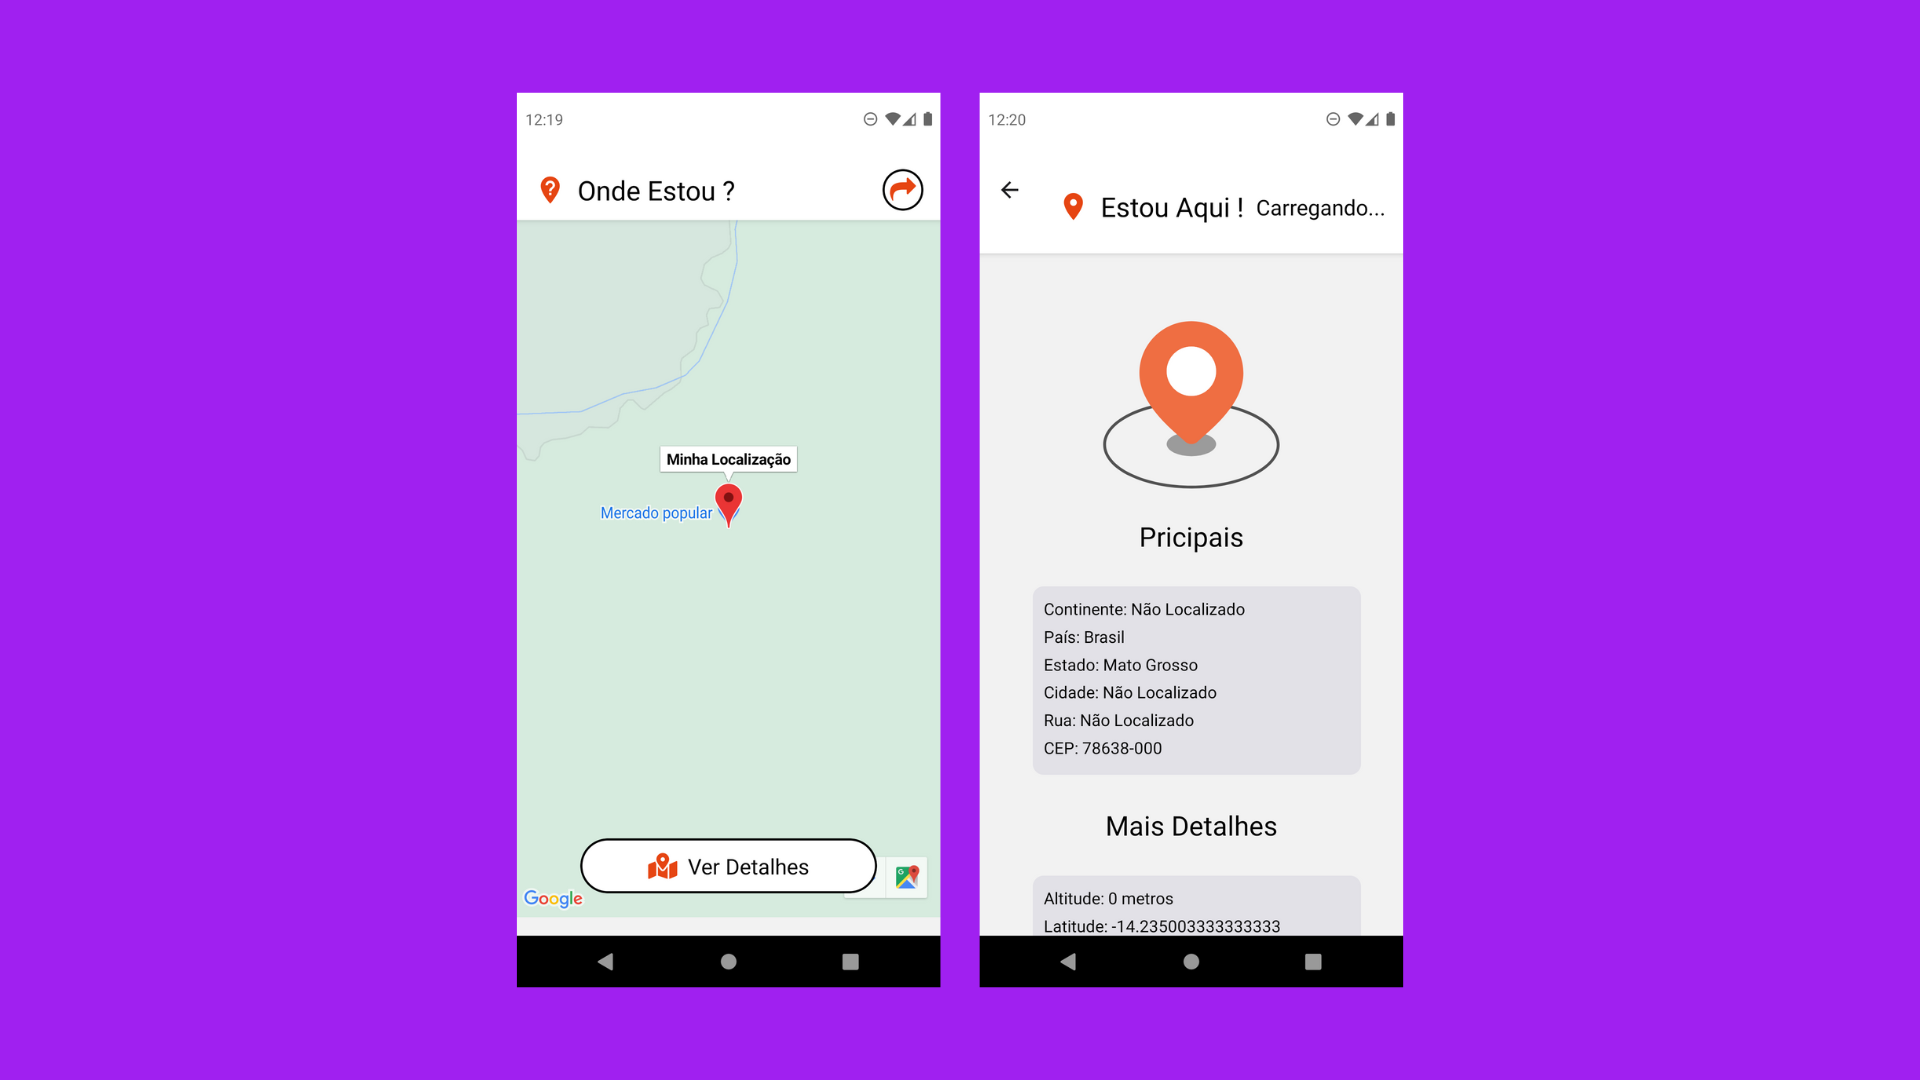 12:19
Onde Estou ?
Minha Localização
Mercado popular
Ver Detalhes
Google
12:20
Estou Aqui ! Carregando...
Pricipais
Continente: Não Localizado
País: Brasil
Estado: Mato Grosso
Cidade: Não Localizado
Rua: Não Localizado
CEP: 78638-000
Mais Detalhes
Altitude: 0 metros
Latitude: -14.235003333333333